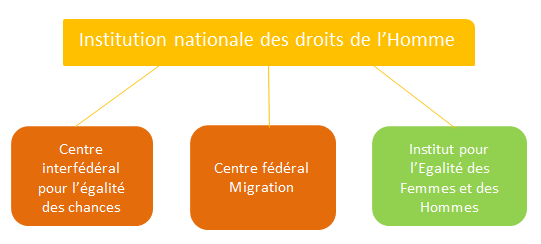 Institution nationale des droits de l'Homme
Centre
interfédéral
pour l'égalité
des chances
Centre fédéral
Migration
Institut pour
l'Egalité des
Femmes et des
Hommes